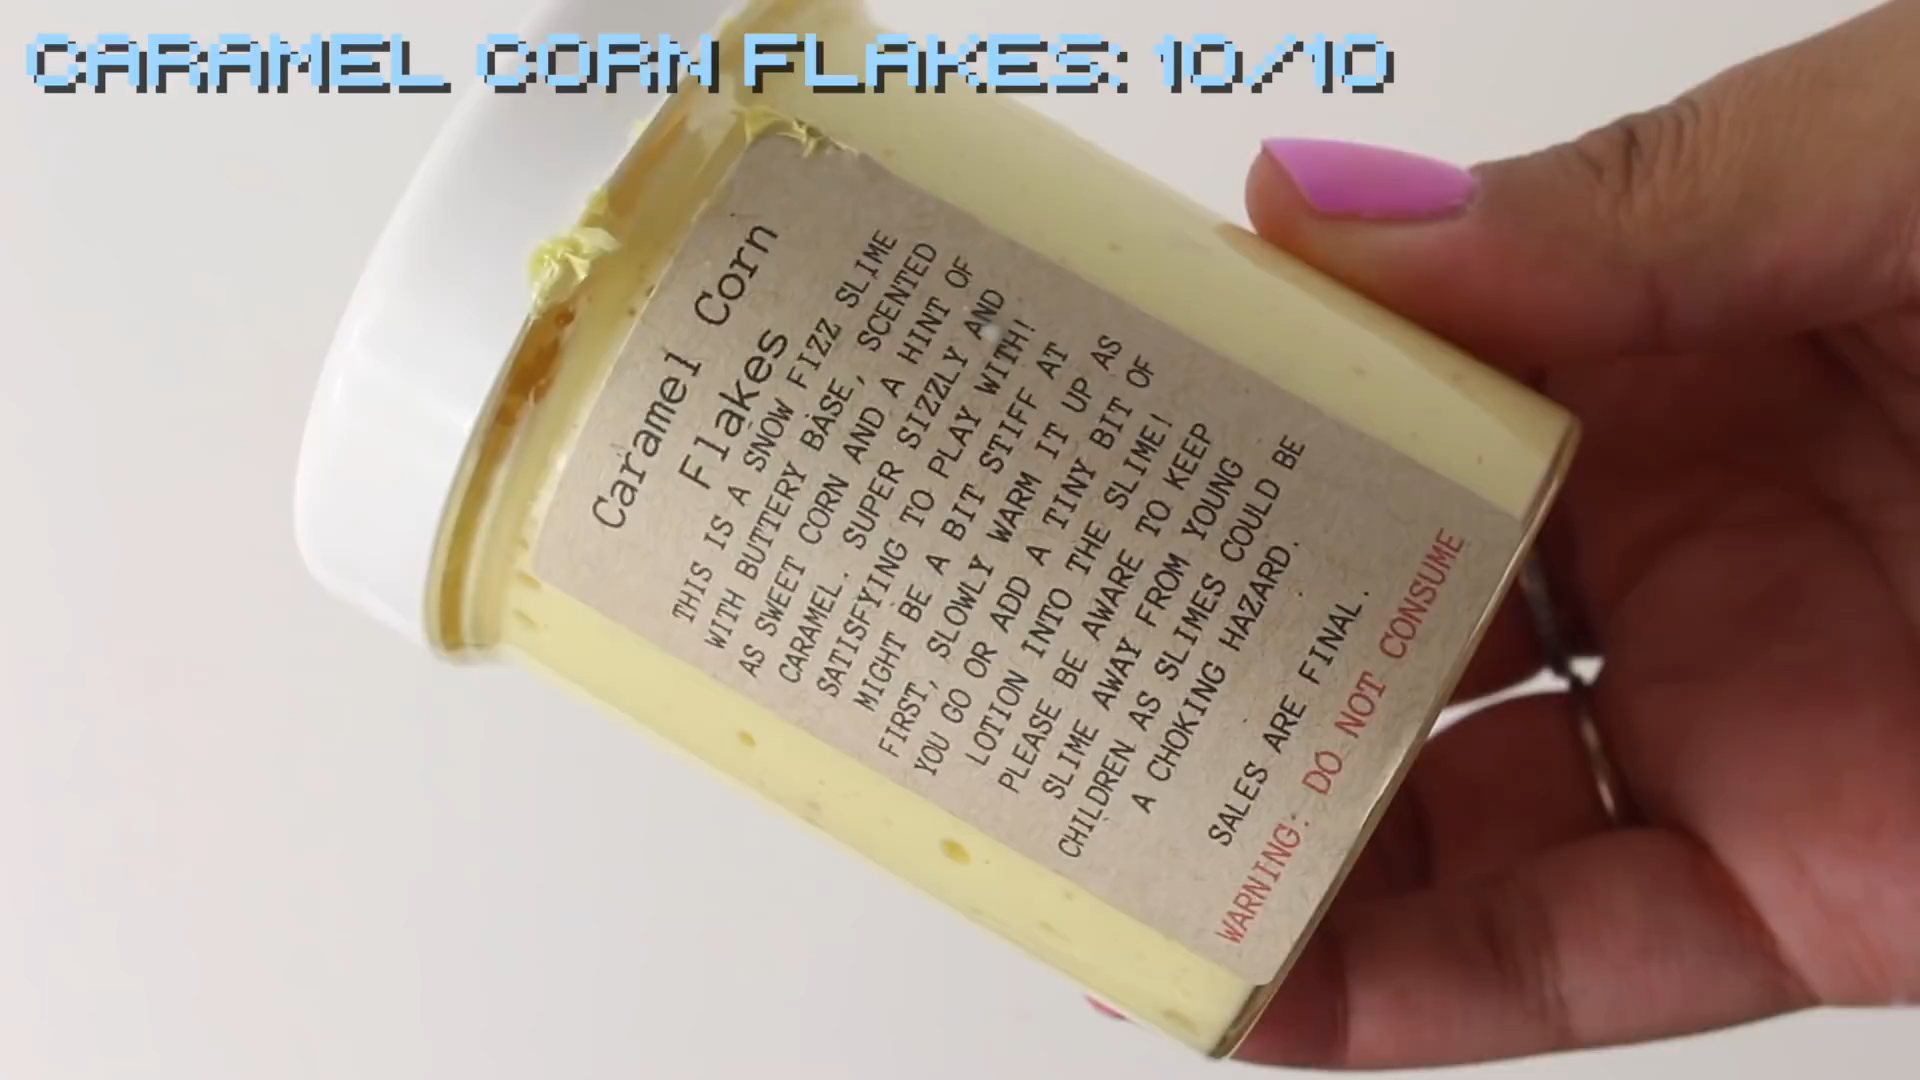 CARAMEL CORN FLAKES: 10/10
Caramel Corn
Flakes
THIS IS A SNOW FIZZ SLIME
WITH BUTTERY BASE, SCENTED
AS SWEET CORN AND A HINT OF
CARAMEL. SUPER SIZZLY AND
SATISFYING TO PLAY WITH!
MIGHT BE A BIT STIFF AT
FIRST, SLOWLY WARM IT UP AS
YOU GO OR ADD A TINY BIT OF
LOTION INTO THE SLIME!
PLEASE BE AWARE TO KEEP
SLIME AWAY FROM YOUNG
CHILDREN AS SLIMES COULD BE
A CHOKING HAZARD.
SALES ARE FINAL.
WARNING: DO NOT CONSUME